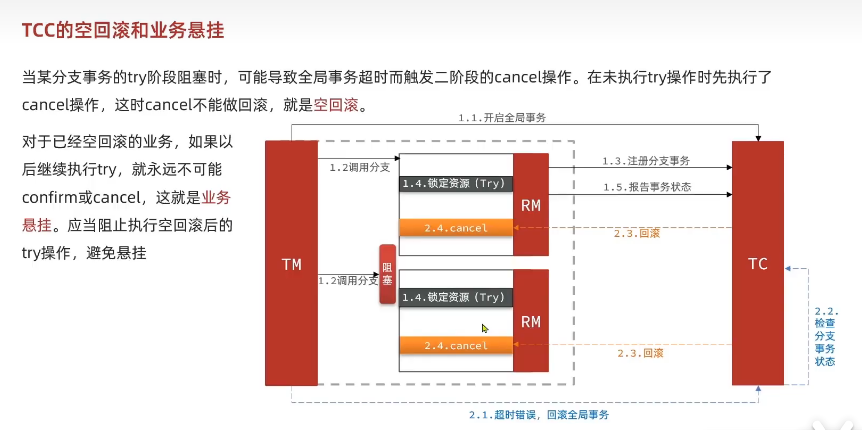 TCC的空回滚和业务悬挂
当某分支事务的try阶段阻塞时，可能导致全局事务超时而触发二阶段的cancel操作。在未执行try操作时先执行了
cancel操作，这时cancel不能做回滚，就是空回滚。
对于已经空回滚的业务，如果以
后继续执行try，就永远不可能
confirm或cancel，这就是业务
悬挂。应当阻止执行空回滚后的
try操作，避免悬挂
1.1.开启全局事务
1.2调用分支
1.4.锁定资源（Try）
2.4.cancel
RM
1.3.注册分支事务
1.5.报告事务状态
2.3.回滚
TM
TC
1.2调用分支
阻
塞
1.4.锁定资源（Try）
2.4.cancel
RM
2.3.回滚
2.2.
检查
分支
事务
状态
2.1.超时错误，回滚全局事务